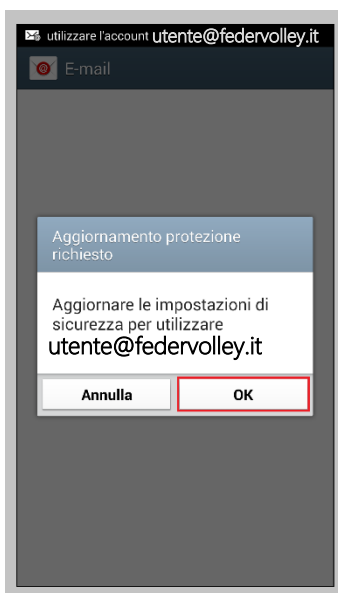 utilizzare l'account utente@federvolley.it
E-mail
Aggiornamento protezione
richiesto
Aggiornare le impostazioni di
sicurezza per utilizzare
utente@federvolley.it
Annulla OK